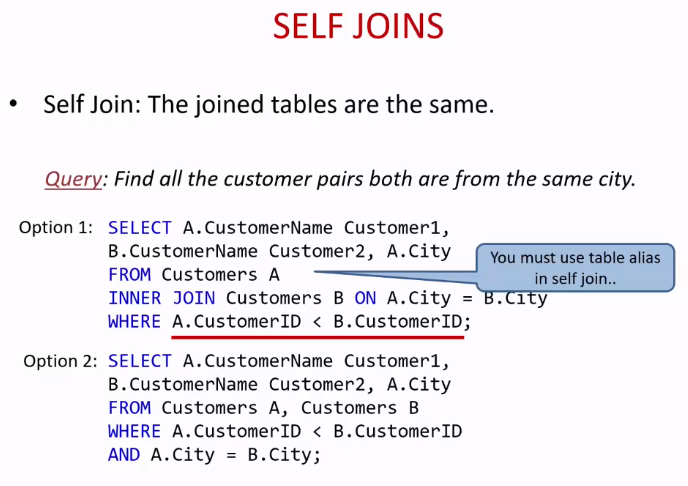 SELF JOINS
• Self Join: The joined tables are the same.
Query: Find all the customer pairs both are from the same city.
Option 1: SELECT A.CustomerName Customer1,
B.CustomerName Customer2, A.City
FROM Customers A
INNER JOIN Customers B ON A.City = B.City
WHERE A.CustomerID < B.CustomerID;
You must use table alias
in self join..
Option 2: SELECT A.CustomerName Customer1,
B.CustomerName Customer2, A.City
FROM Customers A, Customers B
WHERE A.CustomerID < B.CustomerID
AND A.City = B.City;